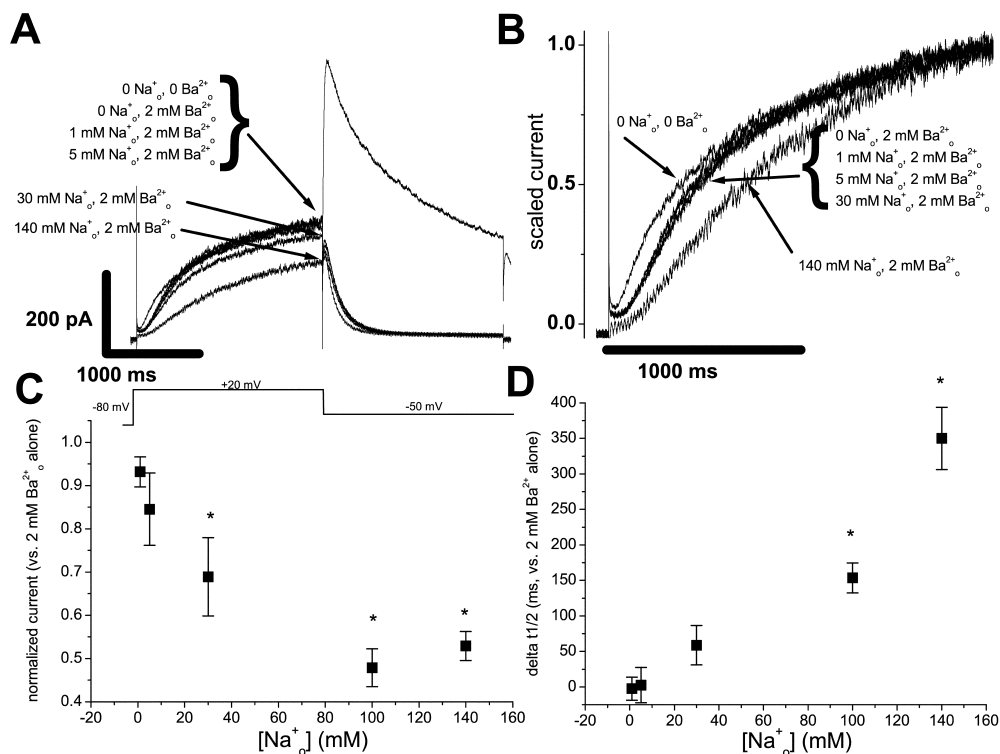 A
0 Na⁺ₒ, 0 Ba²⁺ₒ
0 Na⁺ₒ, 2 mM Ba²⁺ₒ
1 mM Na⁺ₒ, 2 mM Ba²⁺ₒ
5 mM Na⁺ₒ, 2 mM Ba²⁺ₒ
30 mM Na⁺ₒ, 2 mM Ba²⁺ₒ
140 mM Na⁺ₒ, 2 mM Ba²⁺ₒ
200 pA
1000 ms
B
scaled current
1.0
0.5
0.0
0 Na⁺ₒ, 0 Ba²⁺ₒ
0 Na⁺ₒ, 2 mM Ba²⁺ₒ
1 mM Na⁺ₒ, 2 mM Ba²⁺ₒ
5 mM Na⁺ₒ, 2 mM Ba²⁺ₒ
30 mM Na⁺ₒ, 2 mM Ba²⁺ₒ
140 mM Na⁺ₒ, 2 mM Ba²⁺ₒ
1000 ms
C
-80 mV
+20 mV
-50 mV
normalized current (vs. 2 mM Ba²⁺ₒ alone)
1.0
0.9
0.8
0.7
0.6
0.5
0.4
*
*
*
-20 0 20 40 60 80 100 120 140 160
[Na⁺ₒ] (mM)
D
delta t1/2 (ms, vs. 2 mM Ba²⁺ alone)
400
350
300
250
200
150
100
50
0
*
*
-20 0 20 40 60 80 100 120 140 160
[Na⁺ₒ] (mM)